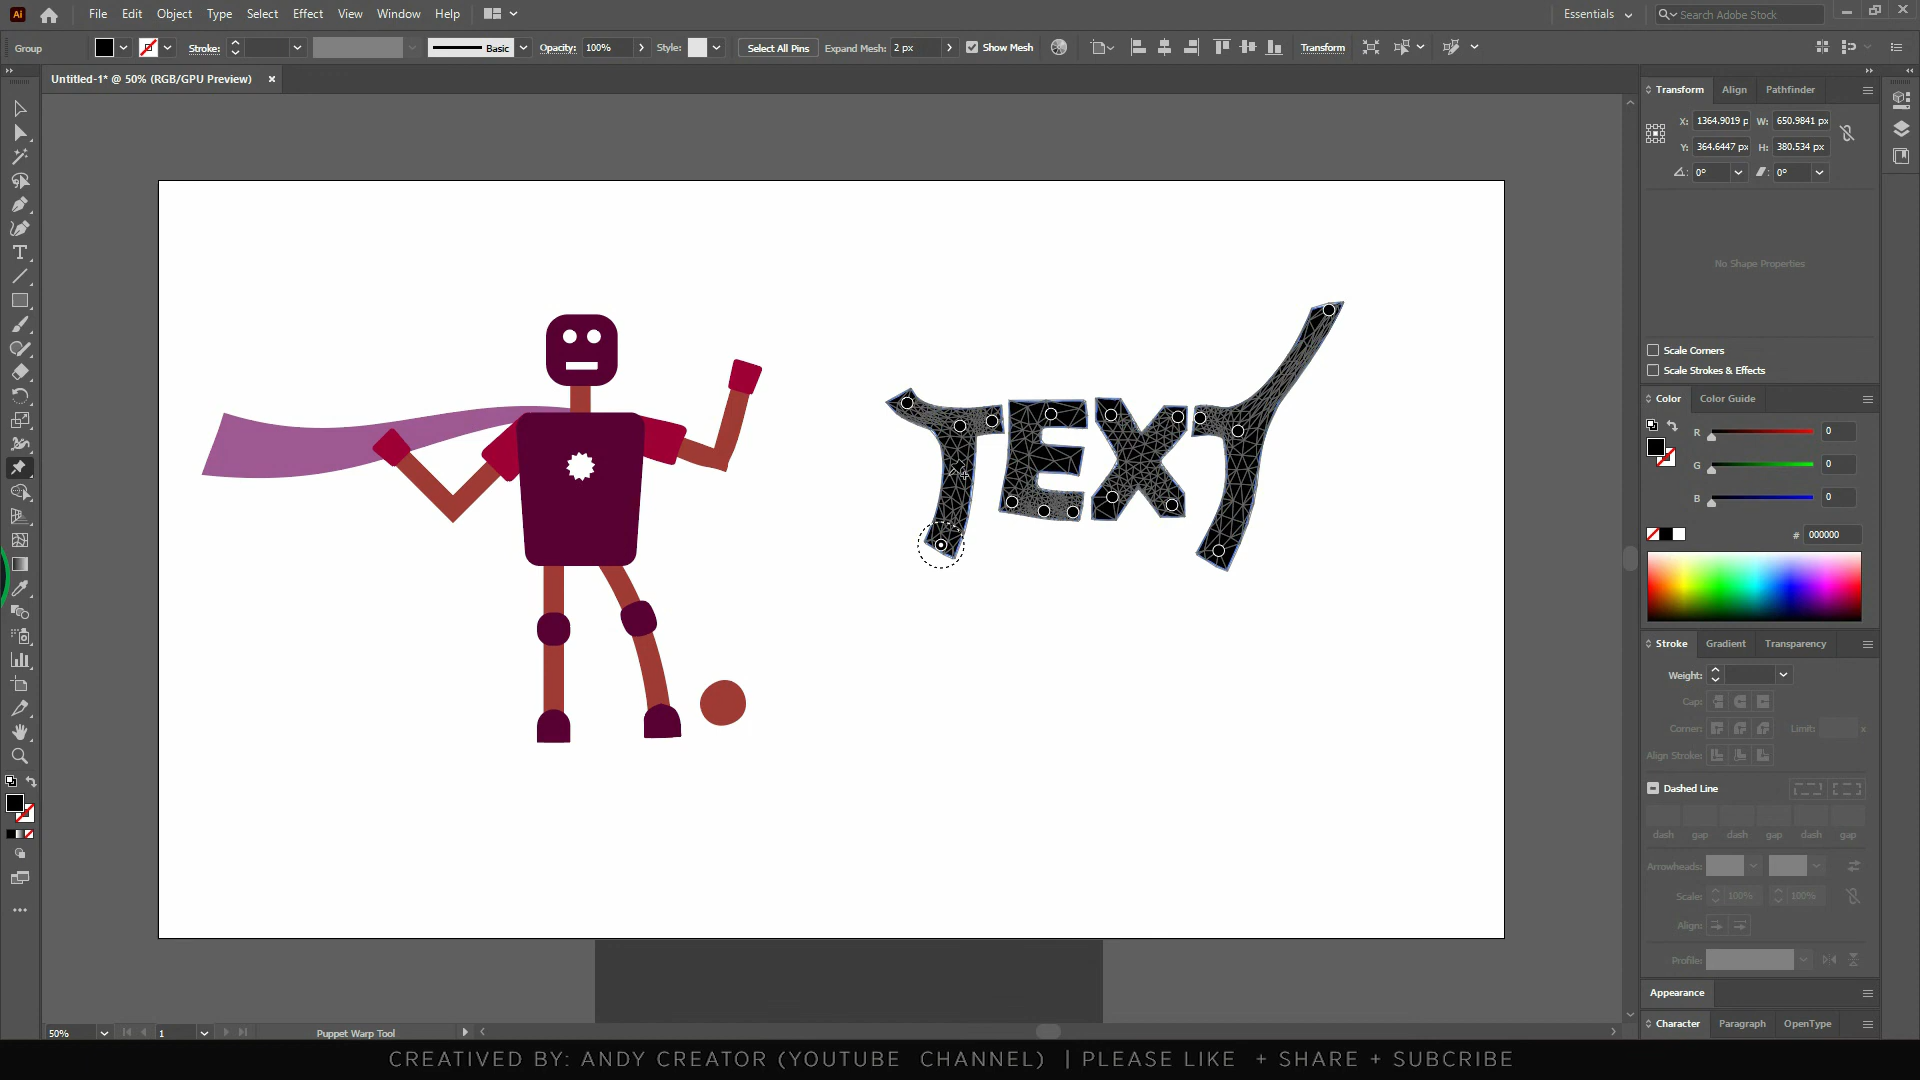 Ai File Edit Object Type Select Effect View Window Help Essentials Search Adobe Stock
Group Stroke: Basic Opacity: 100% Style: Select All Pins Expand Mesh: 2 px Show Mesh Transform
Untitled-1* @ 50% (RGB/GPU Preview)
Transform Align Pathfinder
X: 1364.9019 p W: 650.9841 px
Y: 364.6447 px H: 380.534 px
0° 0°
No Shape Properties
Scale Corners
Scale Strokes & Effects
Color Color Guide
R 0
G 0
B 0
# 000000
TEXT
Stroke Gradient Transparency
Weight:
Cap:
Corner: Limit: x
Align Stroke:
Dashed Line
dash gap dash gap dash gap
Arrowheads:
Scale: 100% 100%
Align:
Profile:
Appearance
Character Paragraph OpenType
50% 1 Puppet Warp Tool
CREATIVED BY: ANDY CREATOR (YOUTUBE CHANNEL) | PLEASE LIKE + SHARE + SUBCRIBE